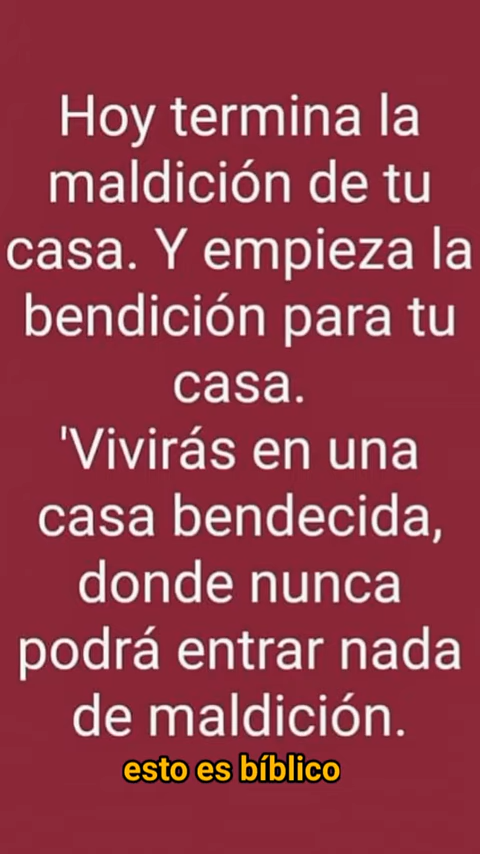 Hoy termina la
maldición de tu
casa. Y empieza la
bendición para tu
casa.
'Vivirás en una
casa bendecida,
donde nunca
podrá entrar nada
de maldición.
esto es bíblico